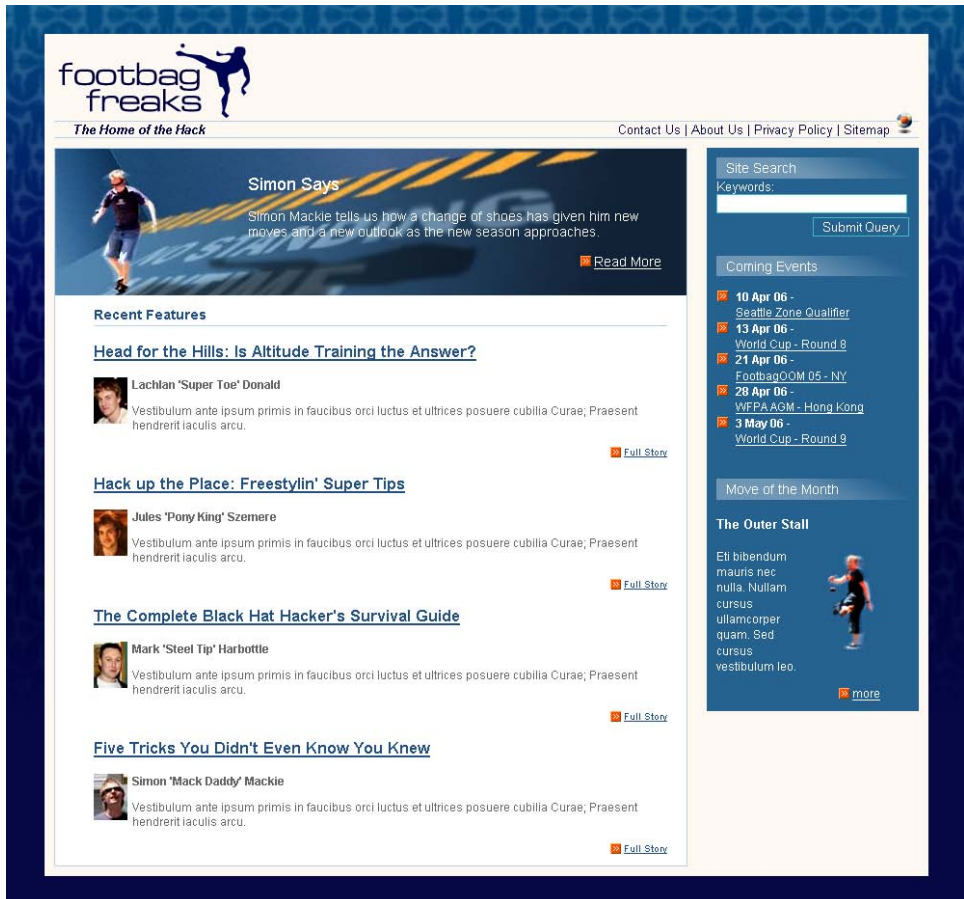 footbag
freaks
The Home of the Hack
Contact Us | About Us | Privacy Policy | Sitemap
Simon Says
Simon Mackie tells us how a change of shoes has given him new
moves and a new outlook as the new season approaches.
Read More
Recent Features
Head for the Hills: Is Altitude Training the Answer?
Lachlan 'Super Toe' Donald
Vestibulum ante ipsum primis in faucibus orci luctus et ultrices posuere cubilia Curae; Praesent
hendrerit iaculis arcu.
Full Story
Hack up the Place: Freestylin' Super Tips
Jules 'Pony King' Szemere
Vestibulum ante ipsum primis in faucibus orci luctus et ultrices posuere cubilia Curae; Praesent
hendrerit iaculis arcu.
Full Story
The Complete Black Hat Hacker's Survival Guide
Mark 'Steel Tip' Harbottle
Vestibulum ante ipsum primis in faucibus orci luctus et ultrices posuere cubilia Curae; Praesent
hendrerit iaculis arcu.
Full Story
Five Tricks You Didn't Even Know You Knew
Simon 'Mack Daddy' Mackie
Vestibulum ante ipsum primis in faucibus orci luctus et ultrices posuere cubilia Curae; Praesent
hendrerit iaculis arcu.
Full Story
Site Search
Keywords:
Submit Query
Coming Events
10 Apr 06 -
Seattle Zone Qualifier
13 Apr 06 -
World Cup - Round 8
21 Apr 06 -
FootbagOOM 05 - NY
28 Apr 06 -
WFPA AGM - Hong Kong
3 May 06 -
World Cup - Round 9
Move of the Month
The Outer Stall
Eti bibendum
mauris nec
nulla. Nullam
cursus
ullamcorper
quam. Sed
cursus
vestibulum leo.
more